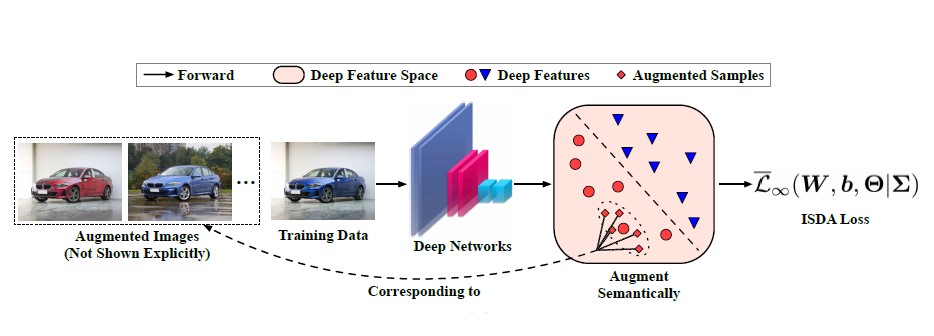 Forward
Deep Feature Space
Deep Features
Augmented Samples
...
Augmented Images
(Not Shown Explicitly)
Training Data
Deep Networks
Augment
Semantically
$\overline{\mathcal{L}}_\infty(\boldsymbol{W}, \boldsymbol{b}, \boldsymbol{\Theta}|\boldsymbol{\Sigma})$
ISDA Loss
Corresponding to